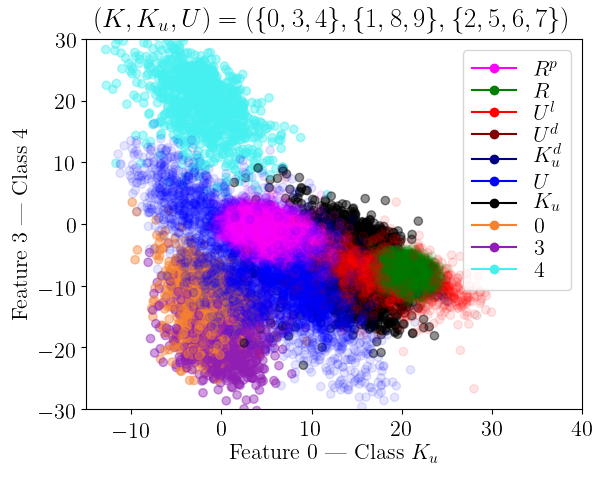 (K, K_u, U) = ({0, 3, 4}, {1, 8, 9}, {2, 5, 6, 7})
30
20
10
0
−10
−20
−30
Feature 3 — Class 4
R^p
R
U^l
U^d
K_u^d
U
K_u
0
3
4
−10
0
10
20
30
40
Feature 0 — Class K_u